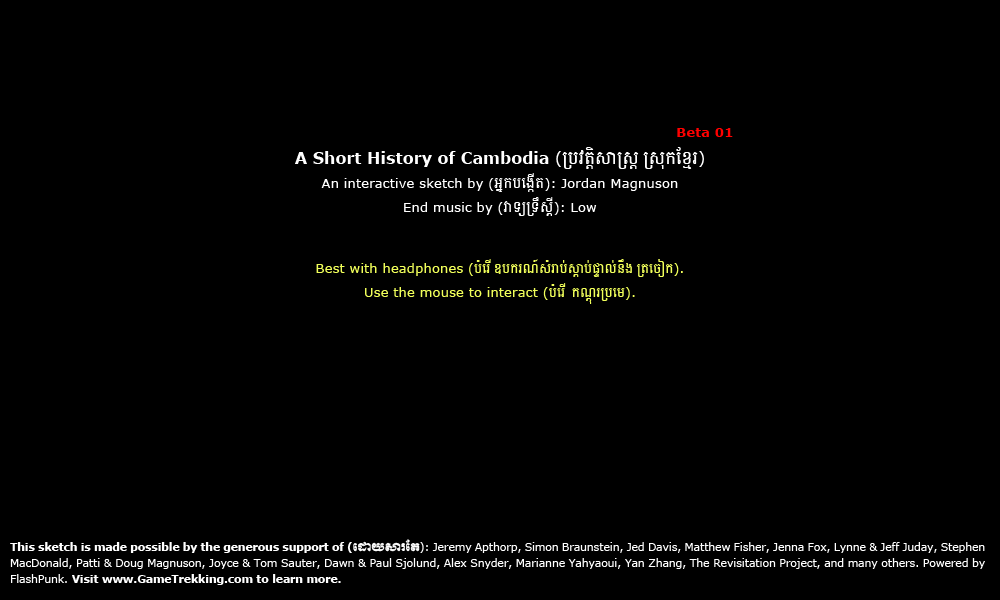 Beta 01
A Short History of Cambodia (ប្រវត្តិសាស្ត្រ ស្រុកខ្មែរ)
An interactive sketch by (អ្នកបង្កើត): Jordan Magnuson
End music by (វាទ្យទ្រឹស្តី): Low
Best with headphones (បំរើ ឧបករណ៍សំរាប់ស្តាប់ផ្ទាល់នឹង ត្រចៀក).
Use the mouse to interact (បំរើ កណ្តុរប្រមេ).
This sketch is made possible by the generous support of (ដោយសារតែ): Jeremy Apthorp, Simon Braunstein, Jed Davis, Matthew Fisher, Jenna Fox, Lynne & Jeff Juday, Stephen
MacDonald, Patti & Doug Magnuson, Joyce & Tom Sauter, Dawn & Paul Sjolund, Alex Snyder, Marianne Yahyaoui, Yan Zhang, The Revisitation Project, and many others. Powered by
FlashPunk. Visit www.GameTrekking.com to learn more.